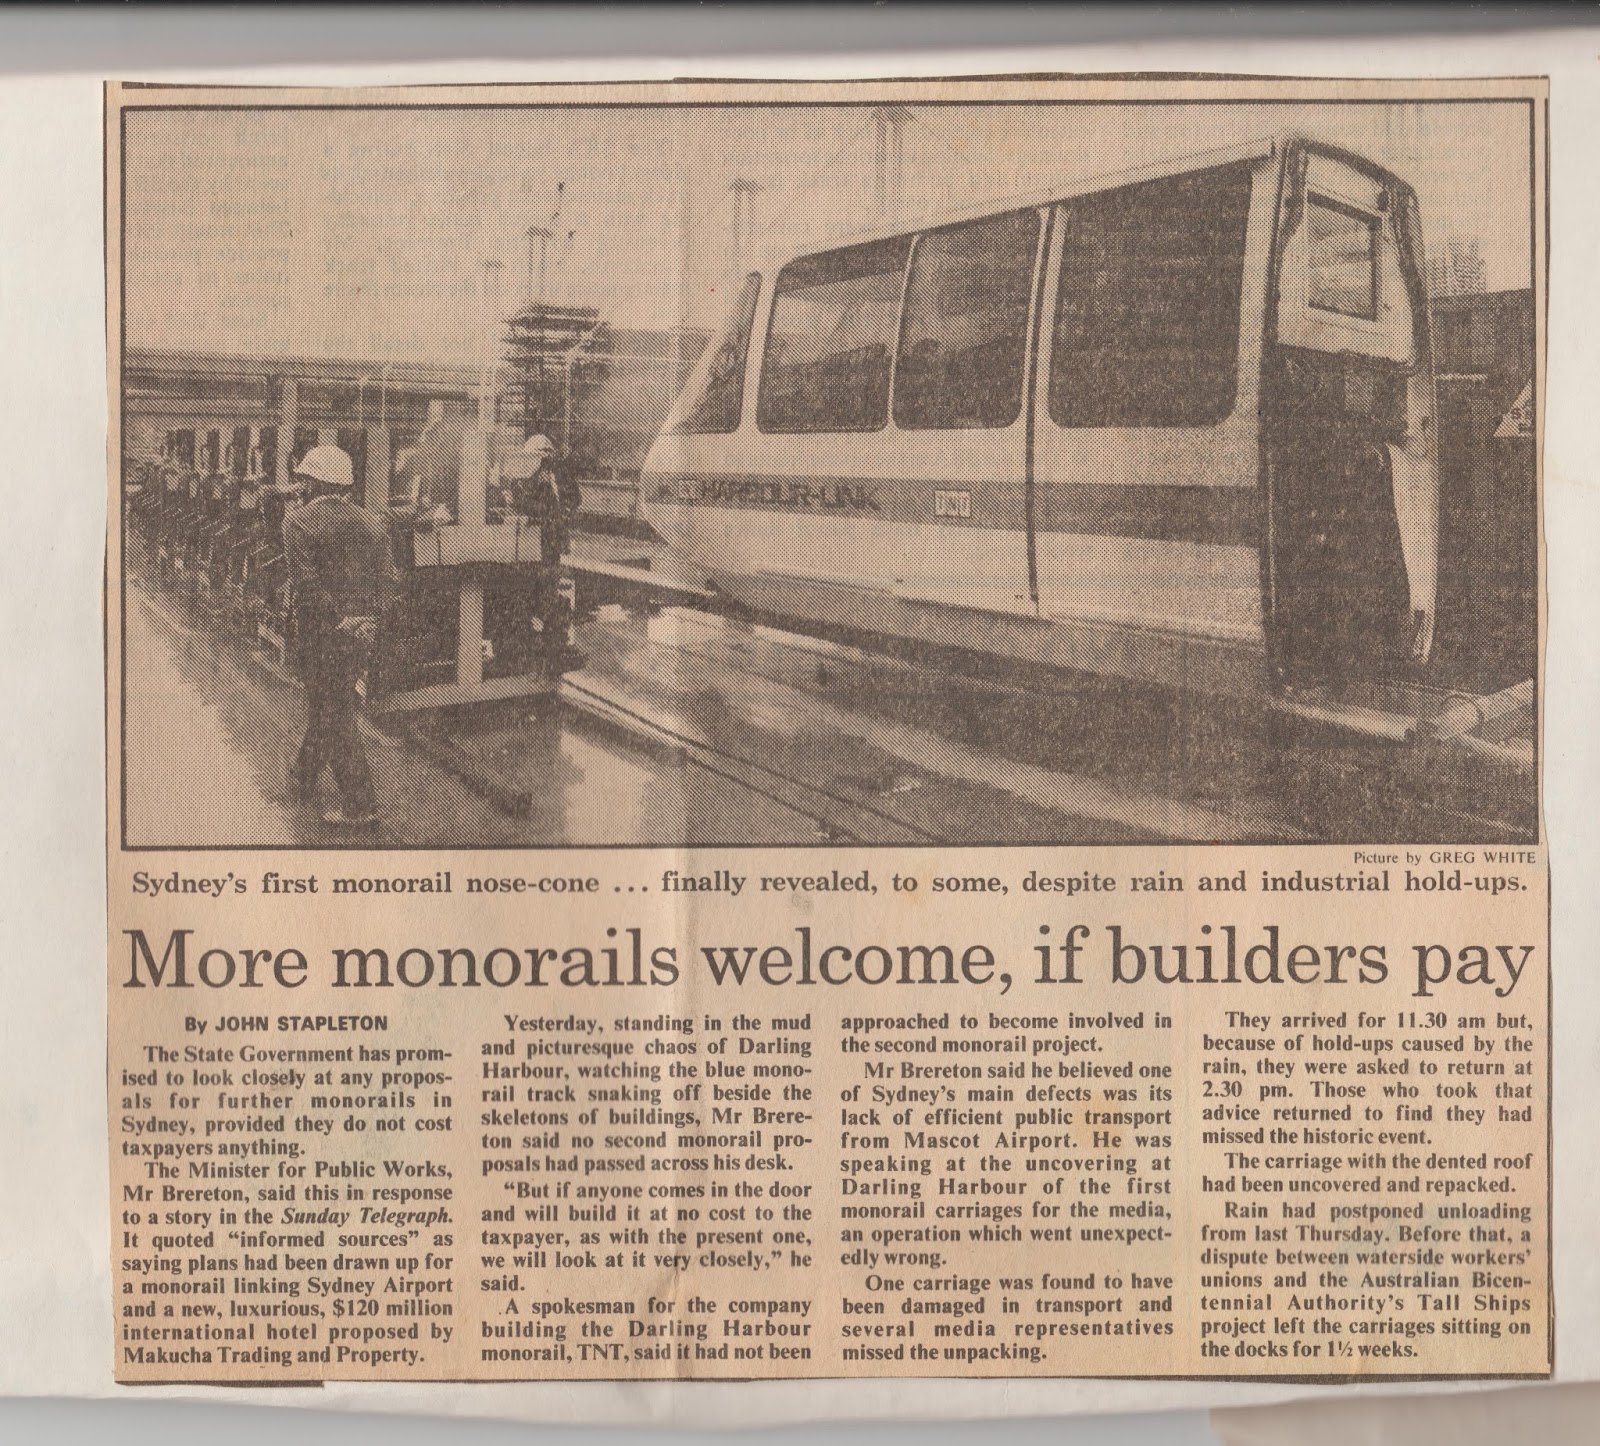 HARBOUR-LINK
TNT
Picture by GREG WHITE
Sydney's first monorail nose-cone ... finally revealed, to some, despite rain and industrial hold-ups.
More monorails welcome, if builders pay
By JOHN STAPLETON
The State Government has prom-
ised to look closely at any propos-
als for further monorails in
Sydney, provided they do not cost
taxpayers anything.
The Minister for Public Works,
Mr Brereton, said this in response
to a story in the Sunday Telegraph.
It quoted “informed sources” as
saying plans had been drawn up for
a monorail linking Sydney Airport
and a new, luxurious, $120 million
international hotel proposed by
Makucha Trading and Property.
Yesterday, standing in the mud
and picturesque chaos of Darling
Harbour, watching the blue mono-
rail track snaking off beside the
skeletons of buildings, Mr Brere-
ton said no second monorail pro-
posals had passed across his desk.
“But if anyone comes in the door
and will build it at no cost to the
taxpayer, as with the present one,
we will look at it very closely,” he
said.
A spokesman for the company
building the Darling Harbour
monorail, TNT, said it had not been
approached to become involved in
the second monorail project.
Mr Brereton said he believed one
of Sydney's main defects was its
lack of efficient public transport
from Mascot Airport. He was
speaking at the uncovering at
Darling Harbour of the first
monorail carriages for the media,
an operation which went unexpect-
edly wrong.
One carriage was found to have
been damaged in transport and
several media representatives
missed the unpacking.
They arrived for 11.30 am but,
because of hold-ups caused by the
rain, they were asked to return at
2.30 pm. Those who took that
advice returned to find they had
missed the historic event.
The carriage with the dented roof
had been uncovered and repacked.
Rain had postponed unloading
from last Thursday. Before that, a
dispute between waterside workers'
unions and the Australian Bicen-
tennial Authority's Tall Ships
project left the carriages sitting on
the docks for 1½ weeks.